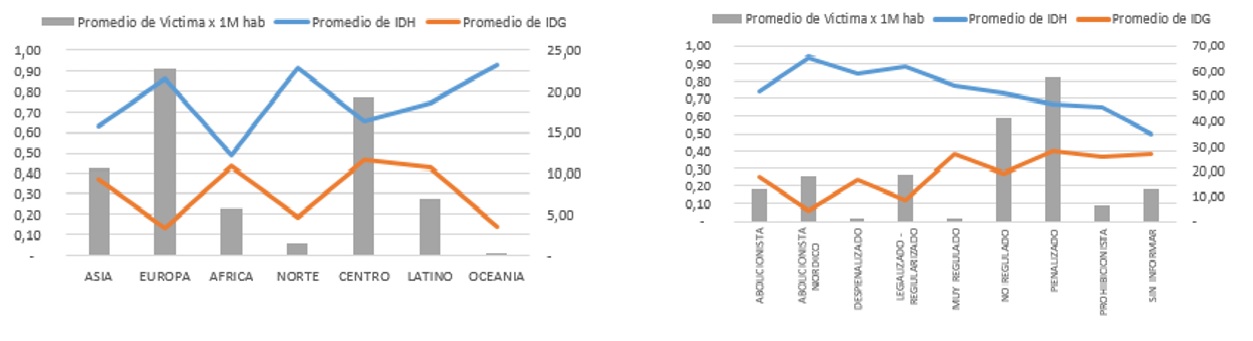 Promedio de Victima x 1M hab Promedio de IDH Promedio de IDG
1,00 25,00
0,90
0,80 20,00
0,70
0,60 15,00
0,50
0,40 10,00
0,30
0,20 5,00
0,10
- -
ASIA EUROPA AFRICA NORTE CENTRO LATINO OCEANIA
Promedio de Victima x 1M hab Promedio de IDH Promedio de IDG
1,00 70,00
0,90 60,00
0,80
0,70 50,00
0,60 40,00
0,50
0,40 30,00
0,30 20,00
0,20
0,10 10,00
- -
ABOLICIONISTA
ABOLICIONISTA
NORDICO
DESPENALIZADO
LEGALIZADO -
REGULARIZADO
MUY REGULADO
NO REGULADO
PENALIZADO
PROHIBICIONISTA
SIN INFORMAR